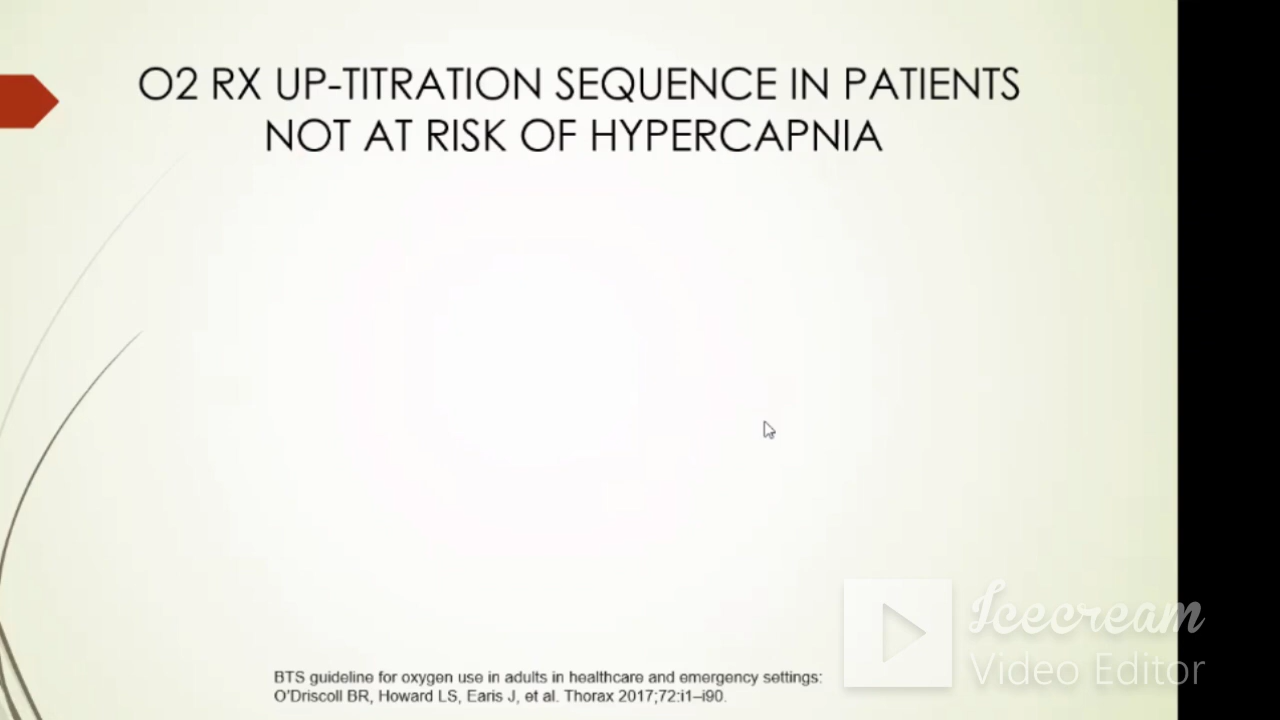 O2 RX UP-TITRATION SEQUENCE IN PATIENTS
NOT AT RISK OF HYPERCAPNIA
BTS guideline for oxygen use in adults in healthcare and emergency settings:
O'Driscoll BR, Howard LS, Earis J, et al. Thorax 2017;72:i1–i90.
Icecream
Video Editor